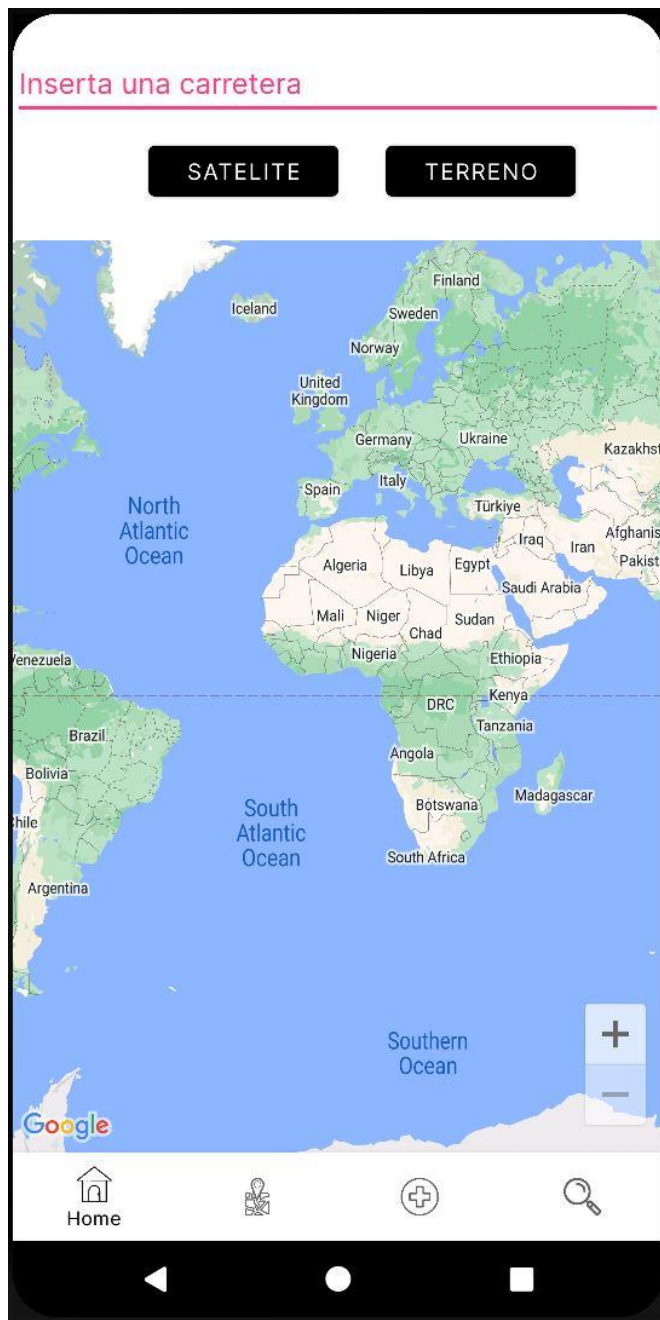 Inserta una carretera
SATELITE
TERRENO
Finland
Iceland
Sweden
Norway
United
Kingdom
Germany
Ukraine
Kazakhst
Italy
Spain
Türkiye
North
Atlantic
Ocean
Iraq
Iran
Afghanis
Pakist
Algeria
Libya
Egypt
Saudi Arabia
Mali
Niger
Chad
Sudan
Nigeria
Ethiopia
Venezuela
Kenya
DRC
Tanzania
Brazil
Angola
Bolivia
Botswana
Madagascar
Chile
South
Atlantic
Ocean
South Africa
Argentina
Southern
Ocean
+
−
Google
Home